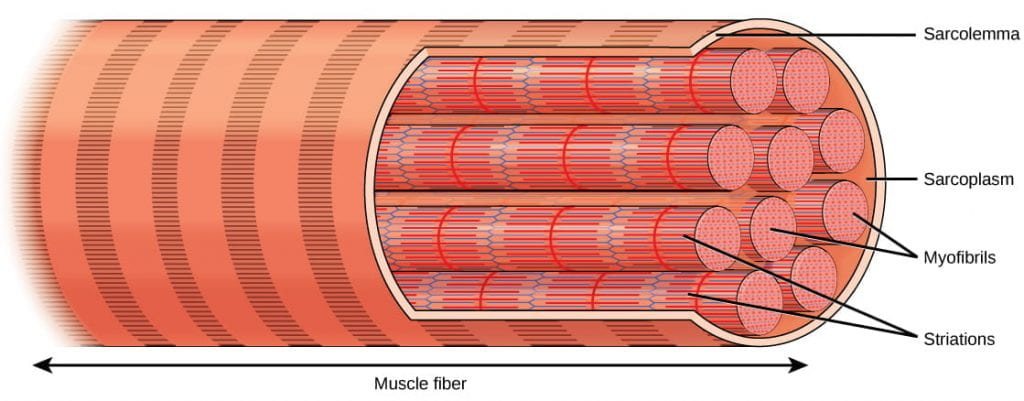 Sarcolemma
Sarcoplasm
Myofibrils
Striations
Muscle fiber